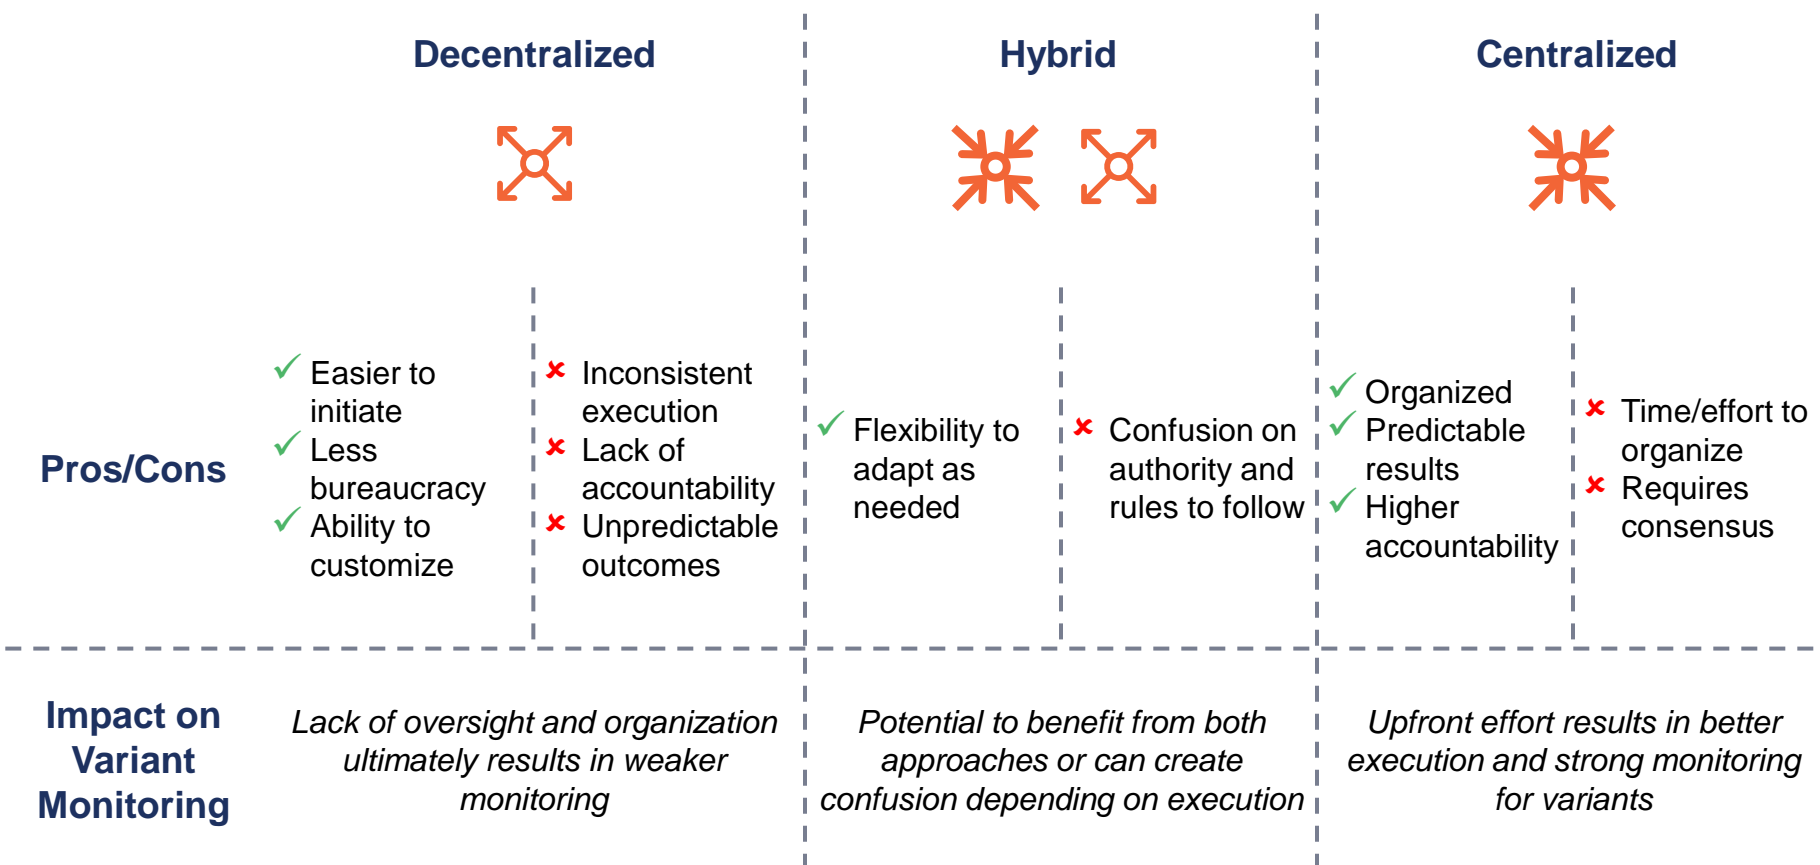 Decentralized
Hybrid
Centralized
Pros/Cons
Easier to
initiate
Less
bureaucracy
Ability to
customize
Inconsistent
execution
Lack of
accountability
Unpredictable
outcomes
Flexibility to
adapt as
needed
Confusion on
authority and
rules to follow
Organized
Predictable
results
Higher
accountability
Time/effort to
organize
Requires
consensus
Impact on
Variant
Monitoring
Lack of oversight and organization
ultimately results in weaker
monitoring
Potential to benefit from both
approaches or can create
confusion depending on execution
Upfront effort results in better
execution and strong monitoring
for variants